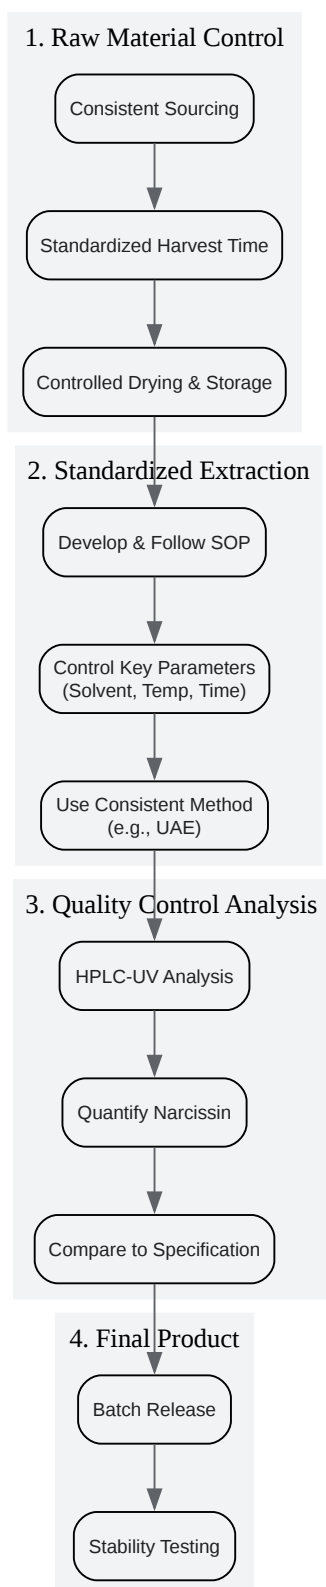 1. Raw Material Control
Consistent Sourcing
Standardized Harvest Time
Controlled Drying & Storage
2. Standardized Extraction
Develop & Follow SOP
Control Key Parameters
(Solvent, Temp, Time)
Use Consistent Method
(e.g., UAE)
3. Quality Control Analysis
HPLC-UV Analysis
Quantify Narcissin
Compare to Specification
4. Final Product
Batch Release
Stability Testing